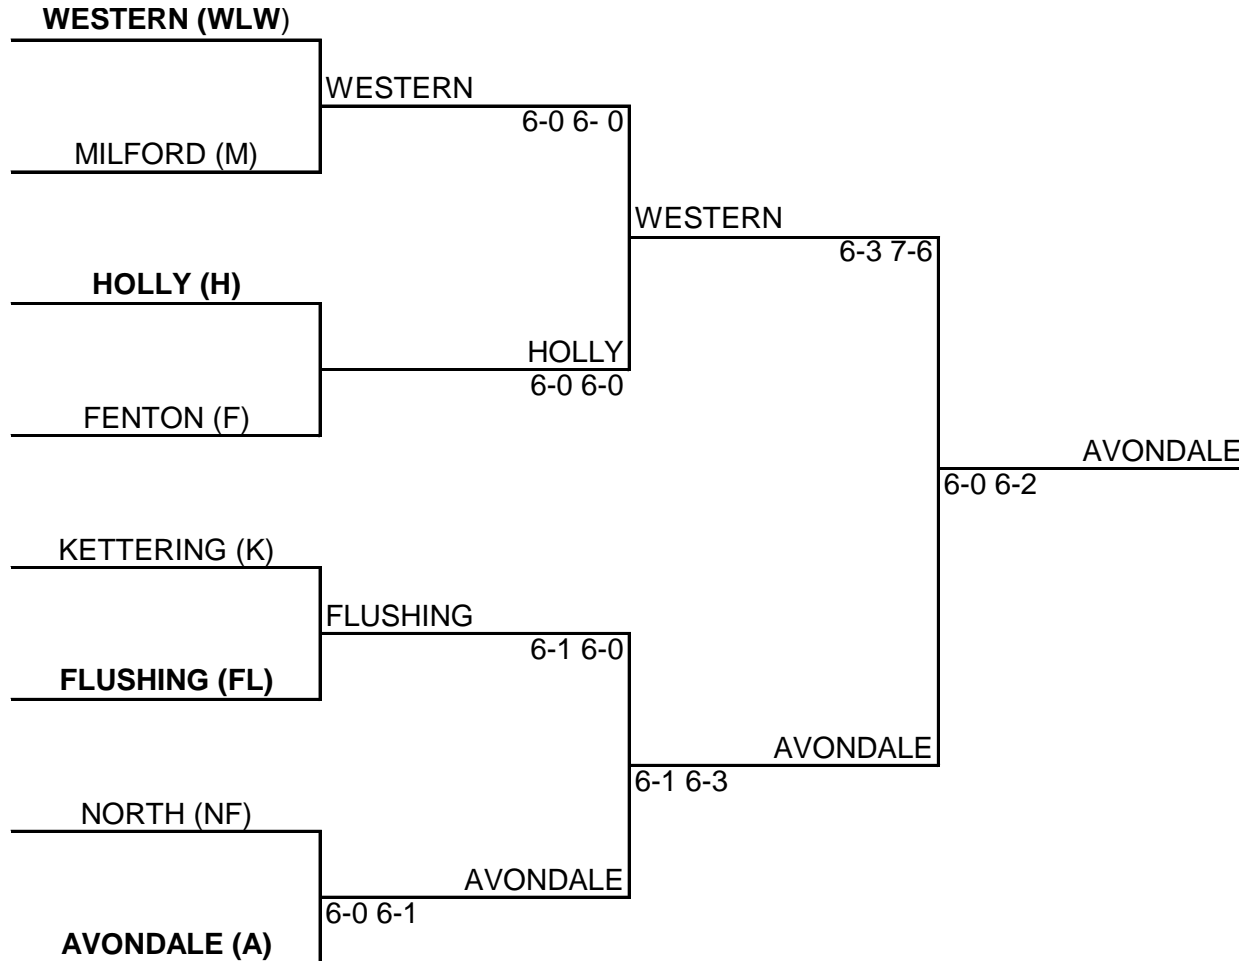 WESTERN (WLW)
WESTERN
6-0 6- 0
MILFORD (M)
WESTERN
6-3 7-6
HOLLY (H)
HOLLY
6-0 6-0
FENTON (F)
AVONDALE
6-0 6-2
KETTERING (K)
FLUSHING
6-1 6-0
FLUSHING (FL)
AVONDALE
6-1 6-3
NORTH (NF)
AVONDALE
6-0 6-1
AVONDALE (A)